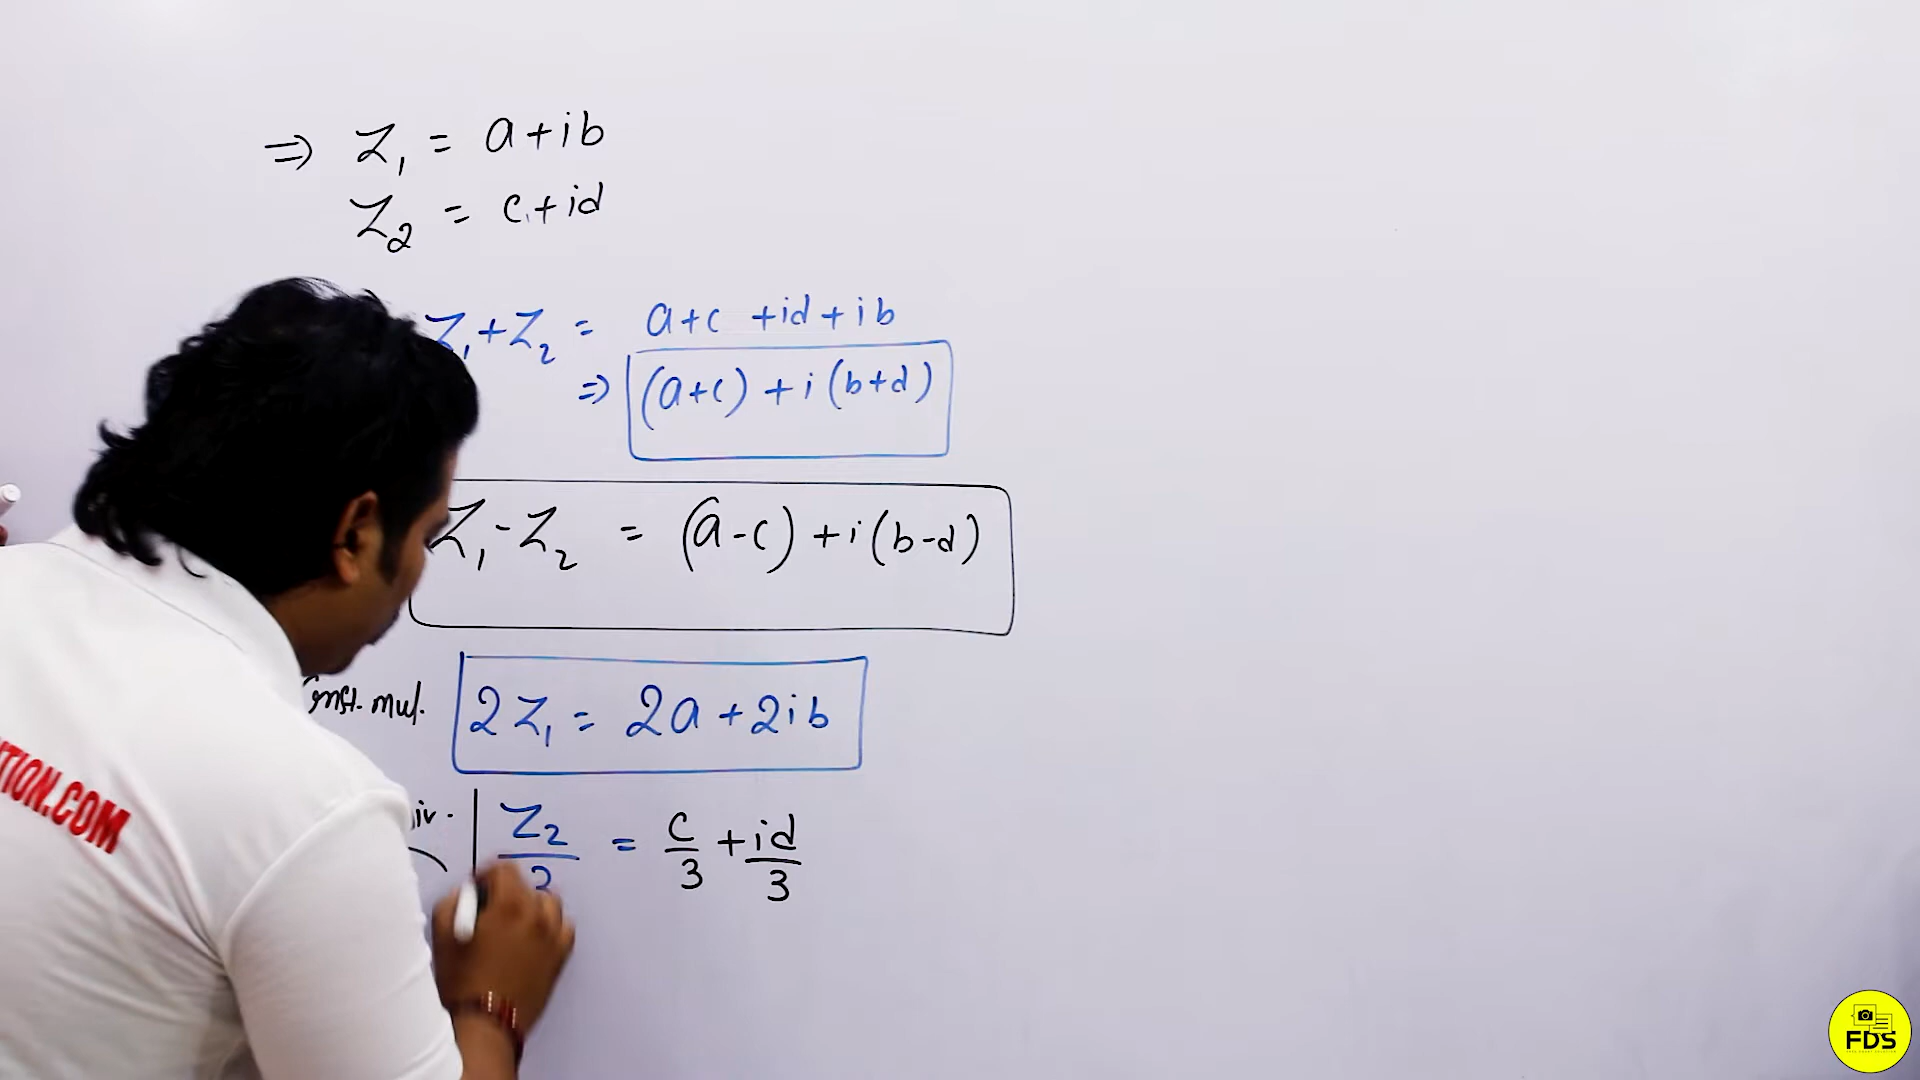 ⇒ Z₁ = a+ib
Z₂ = c+id
Z₁+Z₂ = a+c +id+ib
⇒ (a+c) + i(b+d)
Z₁-Z₂ = (a-c)+i(b-d)
Const. mul. 2Z₁ = 2a+2ib
Z₂/3 = c/3 + id/3
TION.COM
FDS